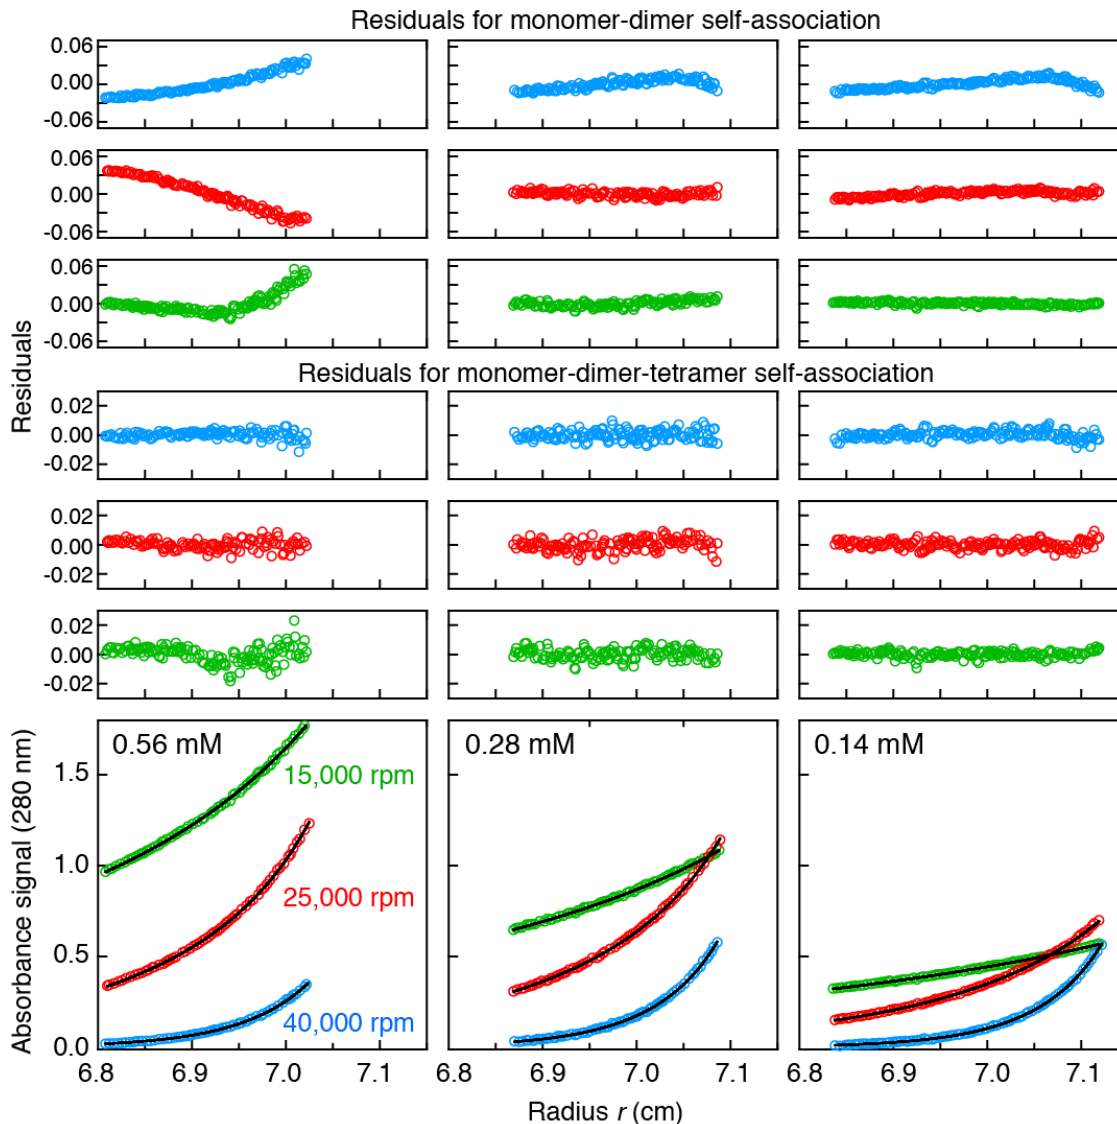 Residuals for monomer-dimer self-association
0.06
0.00
-0.06
0.06
0.00
-0.06
0.06
0.00
-0.06
Residuals
Residuals for monomer-dimer-tetramer self-association
0.02
0.00
-0.02
0.02
0.00
-0.02
0.02
0.00
-0.02
Absorbance signal (280 nm)
1.5
1.0
0.5
0.0
0.56 mM
15,000 rpm
25,000 rpm
40,000 rpm
0.28 mM
0.14 mM
6.8 6.9 7.0 7.1 6.8 6.9 7.0 7.1 6.8 6.9 7.0 7.1
Radius r (cm)